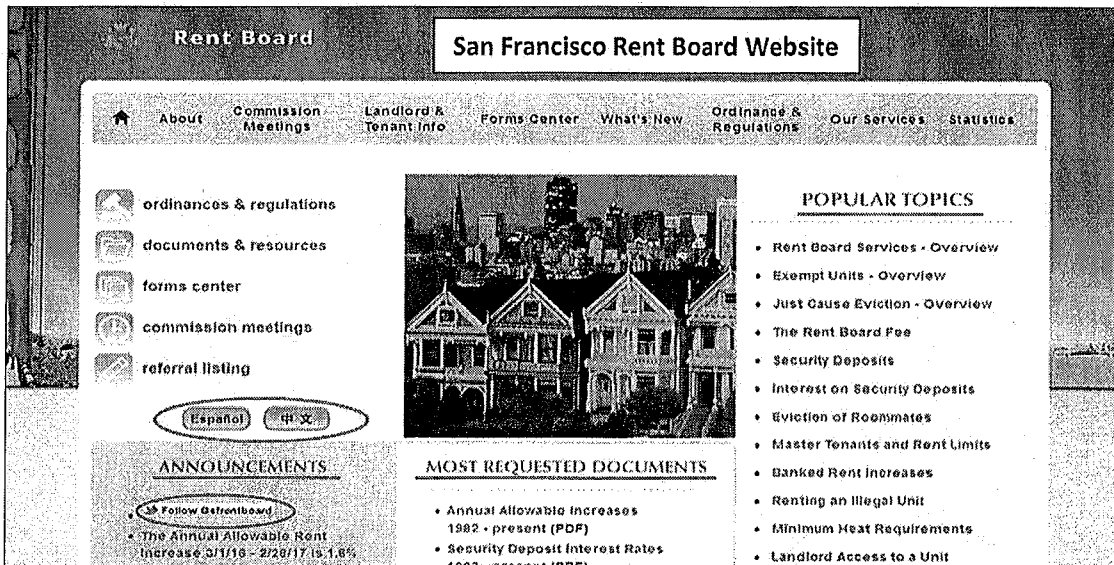 Rent Board
San Francisco Rent Board Website
About
Commission
Meetings
Landlord &
Tenant Info
Forms Center
What's New
Ordinance &
Regulations
Our Services
Statistics
ordinances & regulations
documents & resources
forms center
commission meetings
referral listing
Español
中文
ANNOUNCEMENTS
Follow @sfrentboard
• The Annual Allowable Rent
Increase 3/1/16 - 2/28/17 is 1.6%
MOST REQUESTED DOCUMENTS
• Annual Allowable Increases
1982 - present (PDF)
• Security Deposit Interest Rates
present (PDF)
POPULAR TOPICS
• Rent Board Services - Overview
• Exempt Units - Overview
• Just Cause Eviction - Overview
• The Rent Board Fee
• Security Deposits
• Interest on Security Deposits
• Eviction of Roommates
• Master Tenants and Rent Limits
• Banked Rent Increases
• Renting an Illegal Unit
• Minimum Heat Requirements
• Landlord Access to a Unit